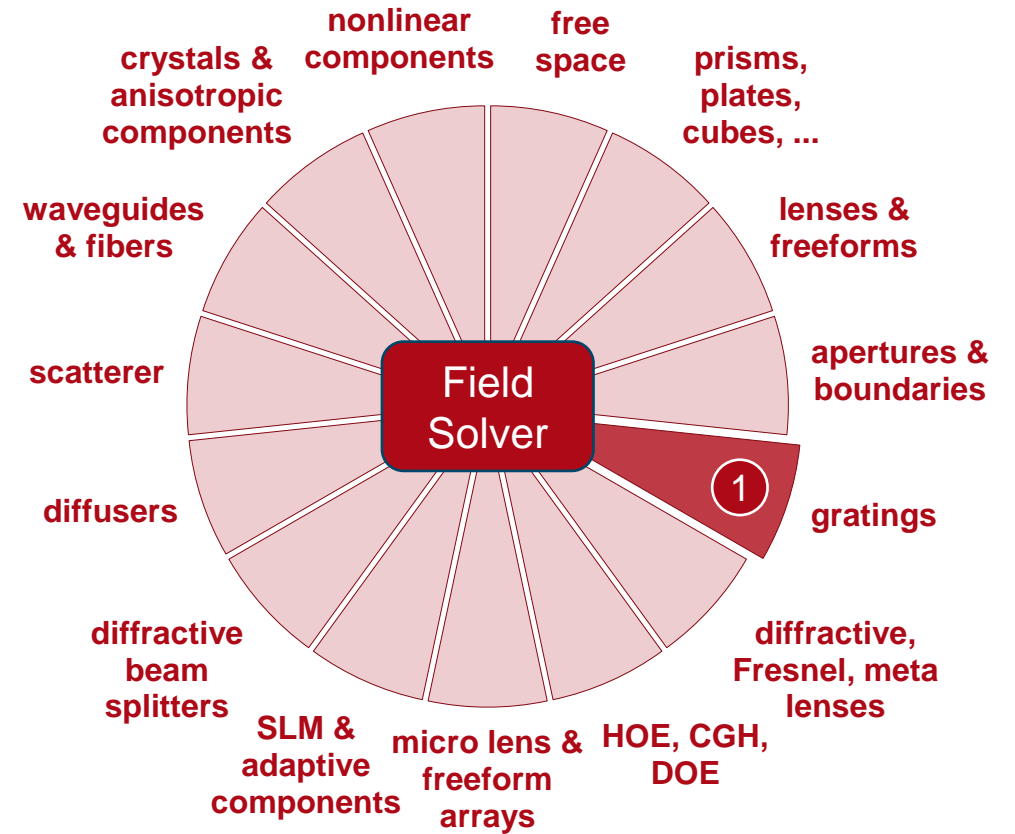 nonlinear
components
free
space
prisms,
plates,
cubes, ...
lenses &
freeforms
apertures &
boundaries
gratings
diffractive,
Fresnel, meta
lenses
HOE, CGH,
DOE
micro lens &
freeform
arrays
SLM &
adaptive
components
diffractive
beam
splitters
diffusers
scatterer
waveguides
& fibers
crystals &
anisotropic
components
Field
Solver
1